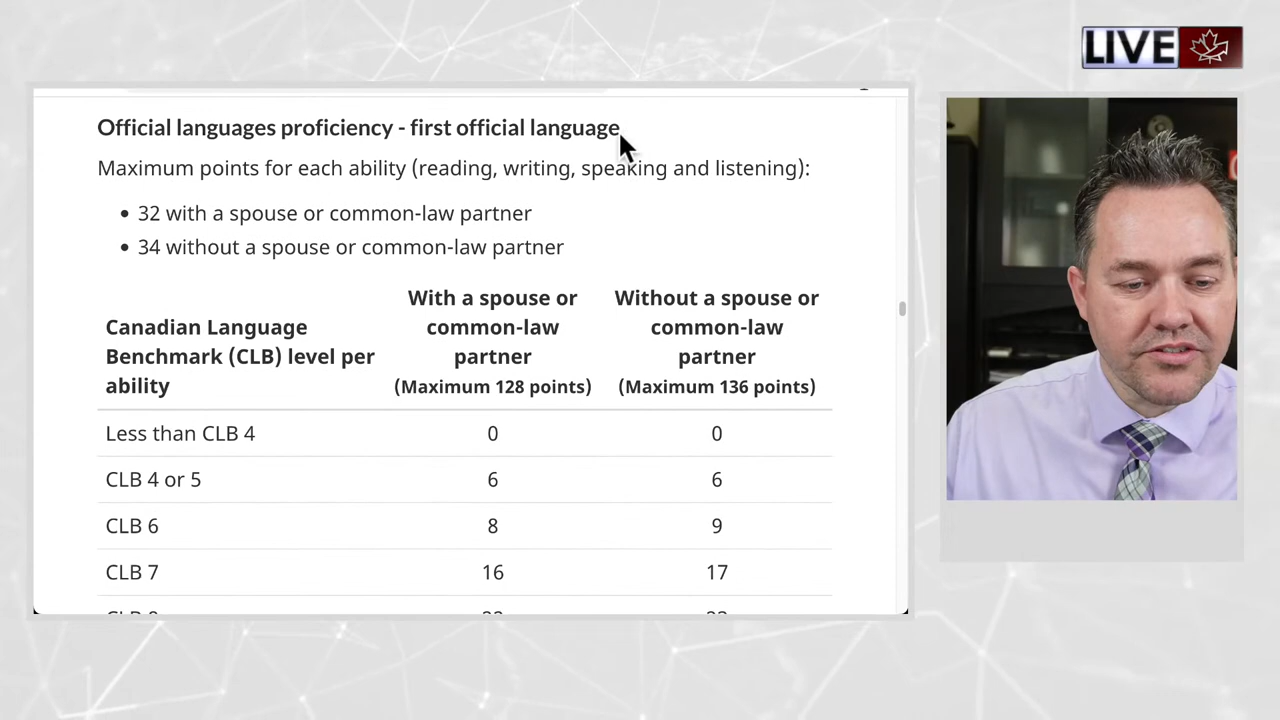 LIVE
Official languages proficiency - first official language
Maximum points for each ability (reading, writing, speaking and listening):
• 32 with a spouse or common-law partner
• 34 without a spouse or common-law partner
Canadian Language Benchmark (CLB) level per ability With a spouse or common-law partner (Maximum 128 points) Without a spouse or common-law partner (Maximum 136 points)
Less than CLB 4 0 0
CLB 4 or 5 6 6
CLB 6 8 9
CLB 7 16 17